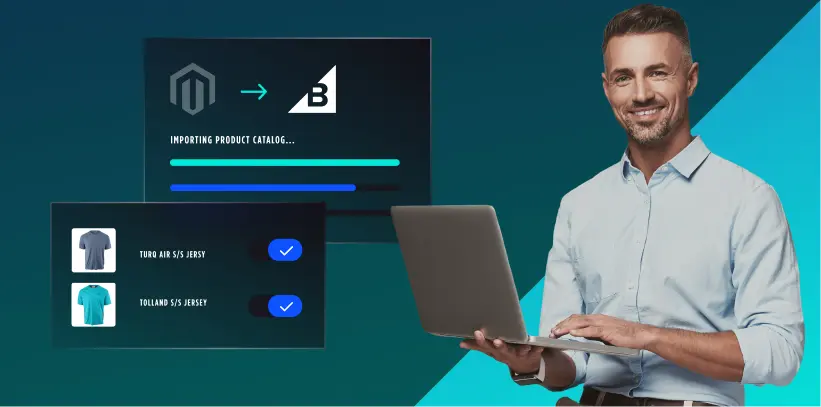 B
IMPORTING PRODUCT CATALOG...
TURQ AIR S/S JERSY
TOLLAND S/S JERSEY